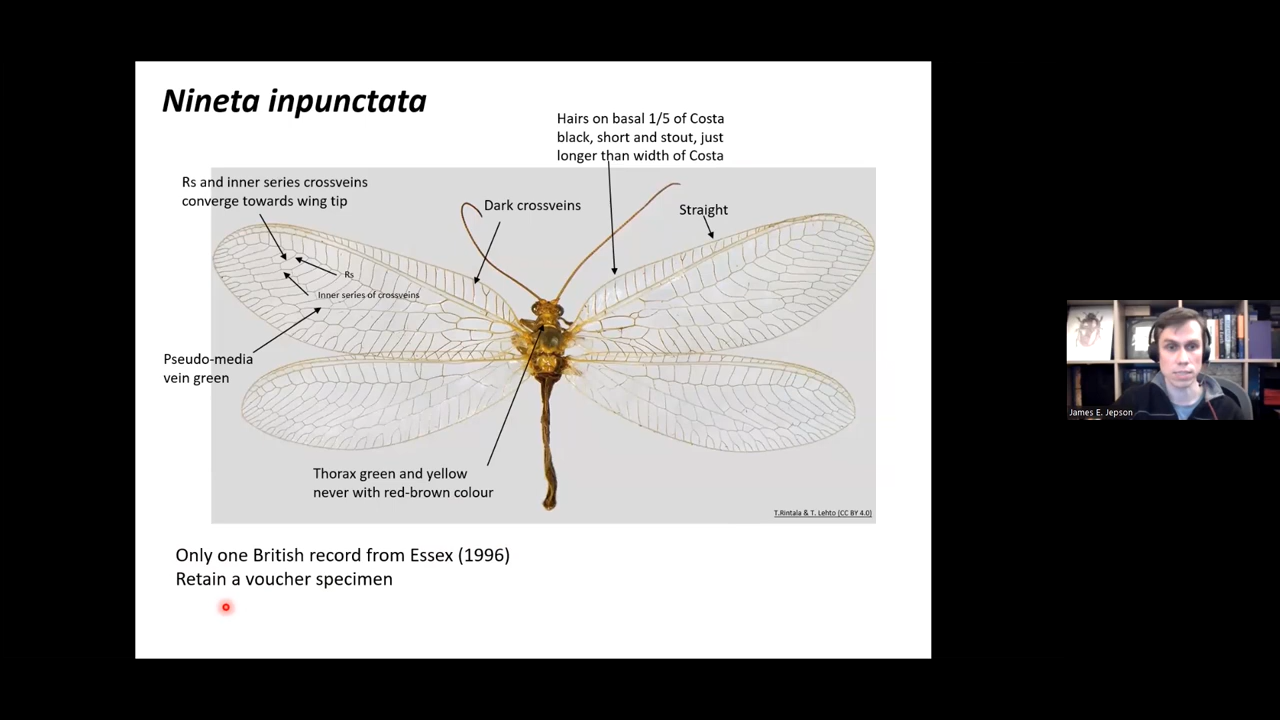 Nineta inpunctata
Hairs on basal 1/5 of Costa
black, short and stout, just
longer than width of Costa
Rs and inner series crossveins
converge towards wing tip
Dark crossveins
Straight
Rs
Inner series of crossveins
Pseudo-media
vein green
Thorax green and yellow
never with red-brown colour
T.Rintala & T. Lehto (CC BY 4.0)
Only one British record from Essex (1996)
Retain a voucher specimen
James E. Jepson